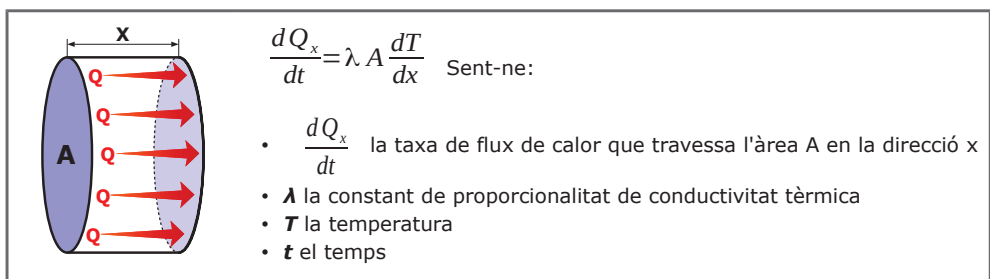 X
Q
Q
A
Q
Q
Q
dQ_x/dt = λ A dT/dx Sent-ne:
• dQ_x/dt la taxa de flux de calor que travessa l'àrea A en la direcció x
• λ la constant de proporcionalitat de conductivitat tèrmica
• T la temperatura
• t el temps